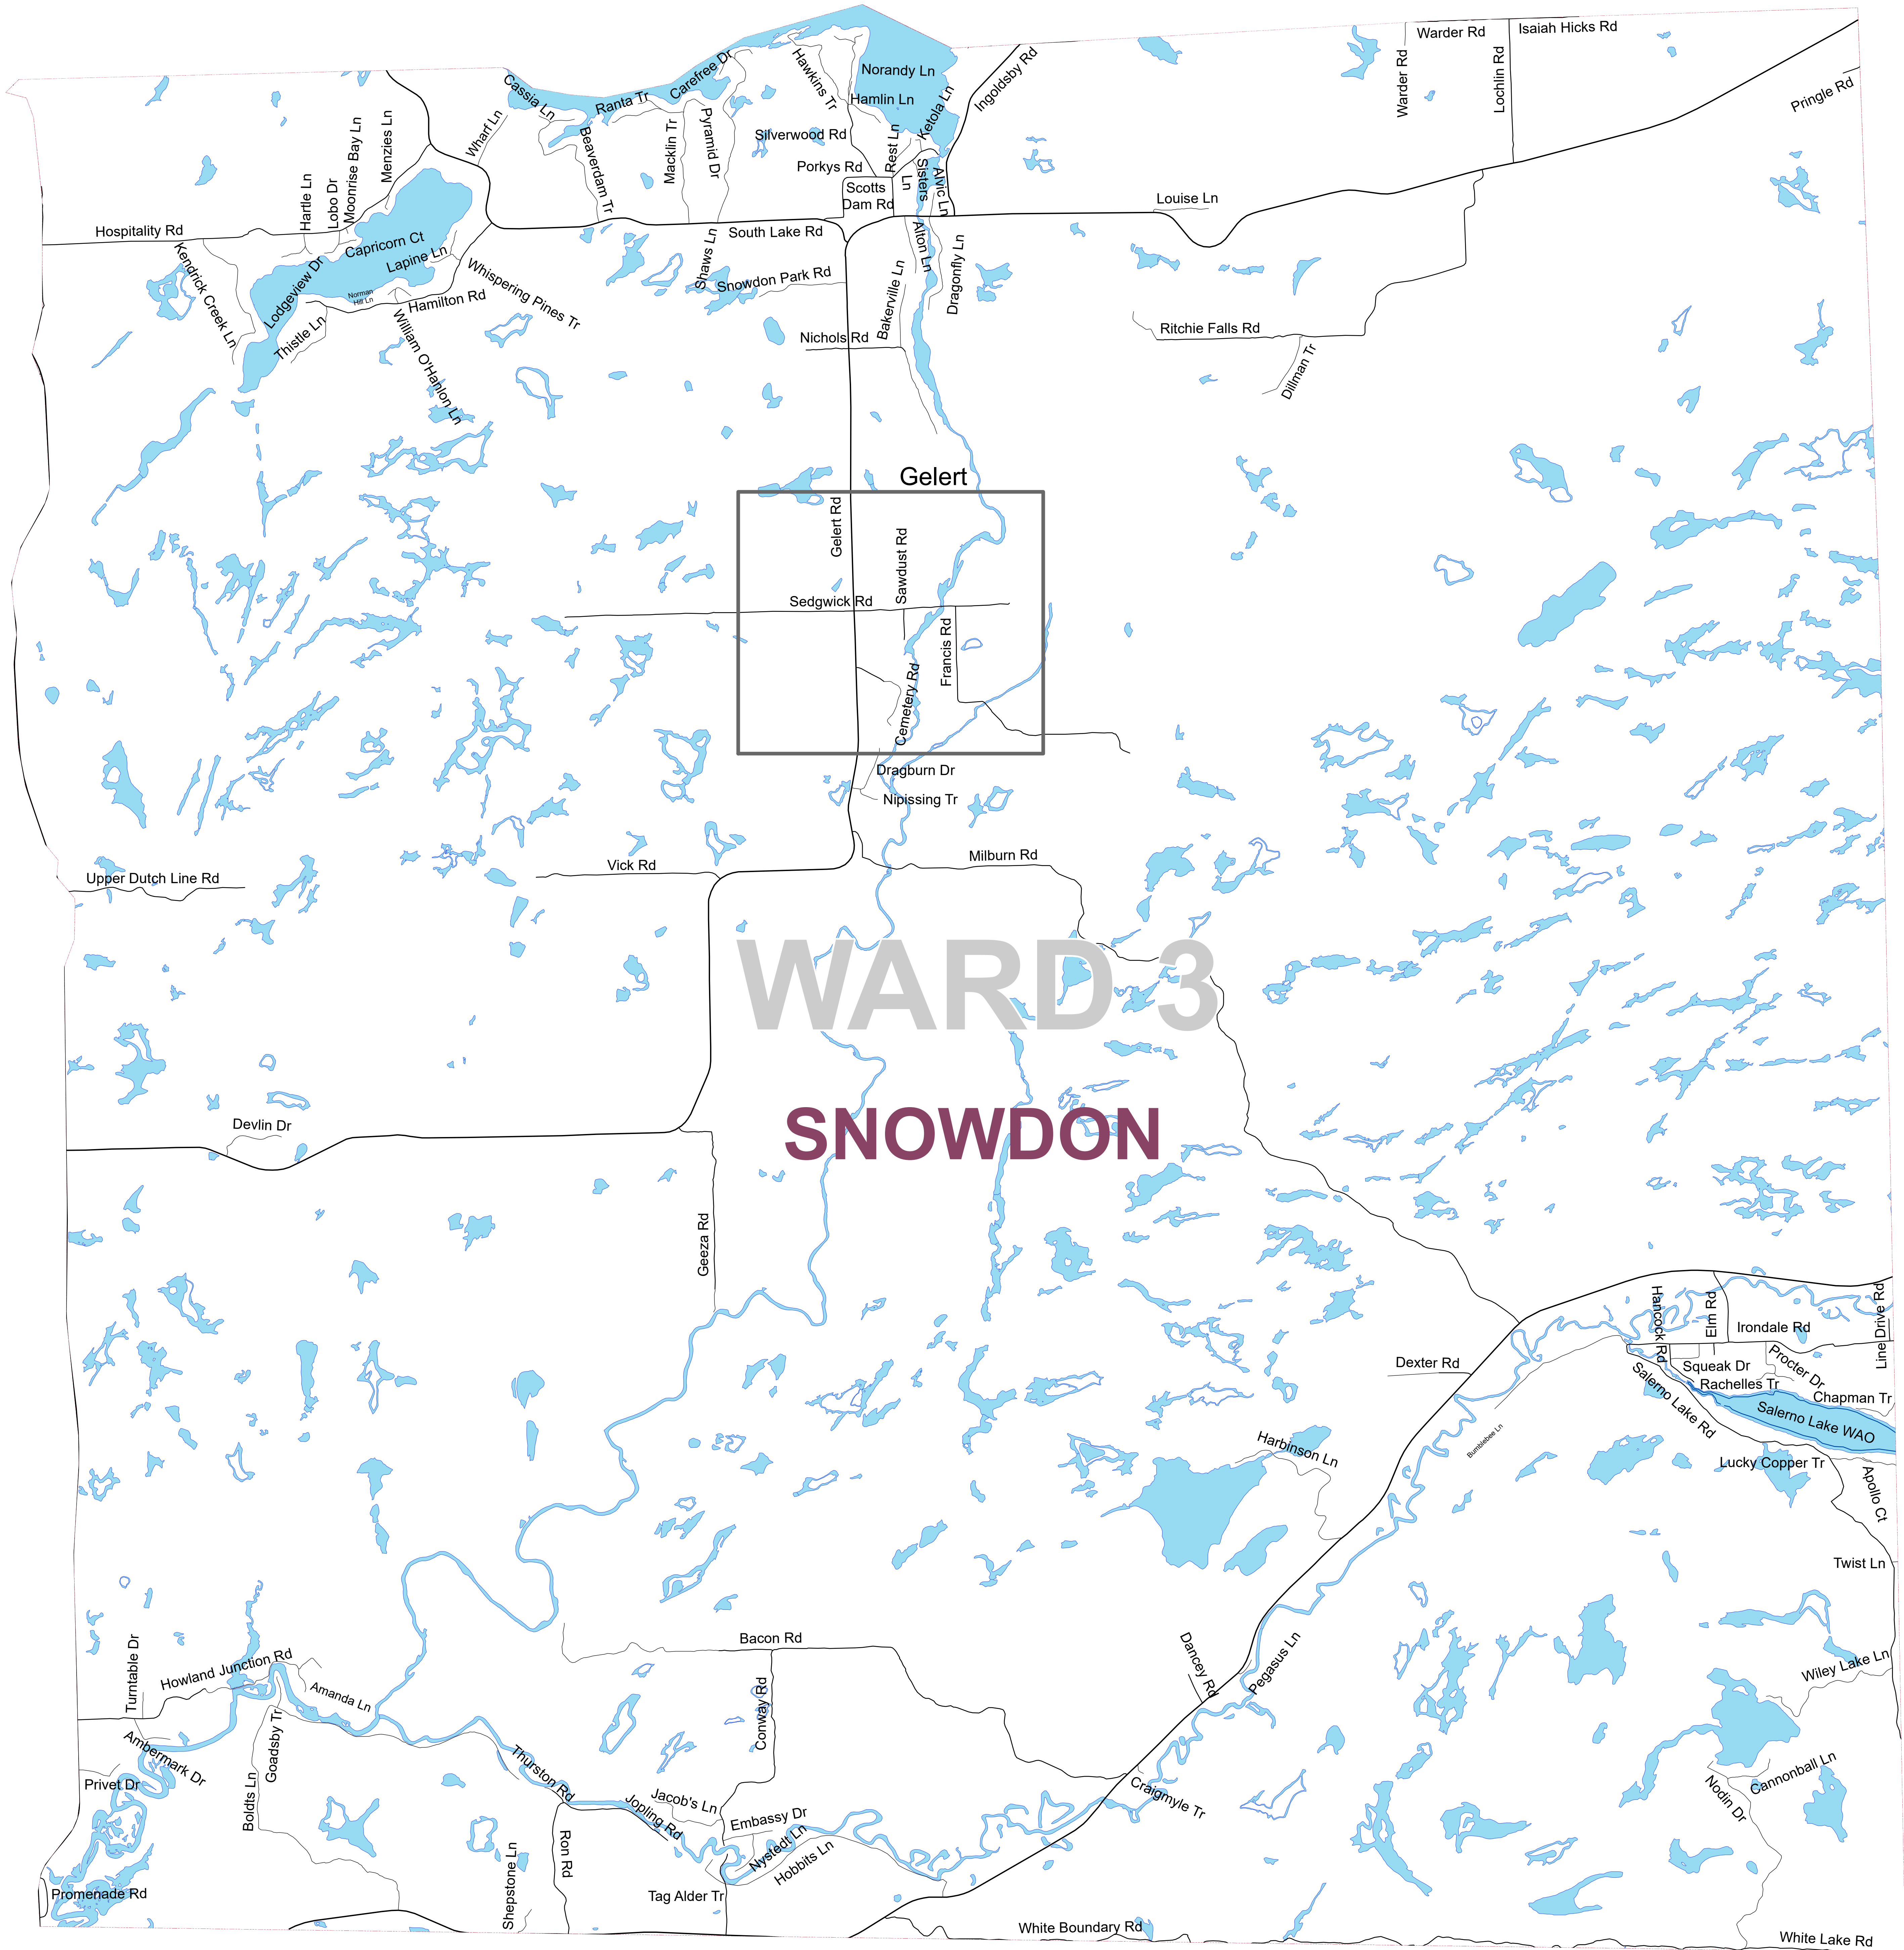 Warder Rd
Isaiah Hicks Rd
Warder Rd
Lochlin Rd
Pringle Rd
Ingoldsby Rd
Norandy Ln
Hawkins Tr
Hamlin Ln
Ketola Ln
Carefree Dr
Ranta Tr
Cassia Ln
Wharf Ln
Beaverdam Tr
Macklin Tr
Pyramid Dr
Silverwood Rd
Rest Ln
Porkys Rd
Scotts
Dam Rd
Sisters
Ln
Alvic Ln
Menzies Ln
Moonrise Bay Ln
Lobo Dr
Hartle Ln
Hospitality Rd
Capricorn Ct
Lapine Ln
Lodgeview Dr
Kendrick Creek Ln
Norman
Hill Ln
Hamilton Rd
Whispering Pines Tr
Thistle Ln
William O'Hanlon Ln
South Lake Rd
Shaws Ln
Snowdon Park Rd
Nichols Rd
Bakerville Ln
Alton Ln
Dragonfly Ln
Louise Ln
Ritchie Falls Rd
Dillman Tr
Gelert
Gelert Rd
Sawdust Rd
Sedgwick Rd
Francis Rd
Cemetery Rd
Dragburn Dr
Nipissing Tr
Vick Rd
Milburn Rd
Upper Dutch Line Rd
WARD 3
SNOWDON
Devlin Dr
Geeza Rd
Hancock Rd
Elm Rd
Irondale Rd
Line Drive Rd
Squeak Dr
Procter Dr
Rachelles Tr
Chapman Tr
Salerno Lake Rd
Salerno Lake WAO
Dexter Rd
Bumblebee Ln
Lucky Copper Tr
Apollo Ct
Harbinson Ln
Twist Ln
Bacon Rd
Dancey Rd
Pegasus Ln
Wiley Lake Ln
Turntable Dr
Howland Junction Rd
Amanda Ln
Conway Rd
Goadsby Tr
Ambermark Dr
Privet Dr
Boldts Ln
Thurston Rd
Jopling Rd
Jacob's Ln
Embassy Dr
Nystedt Ln
Hobbits Ln
Craigmyle Tr
Cannonball Ln
Nodin Dr
Ron Rd
Shepstone Ln
Tag Alder Tr
Promenade Rd
White Boundary Rd
White Lake Rd